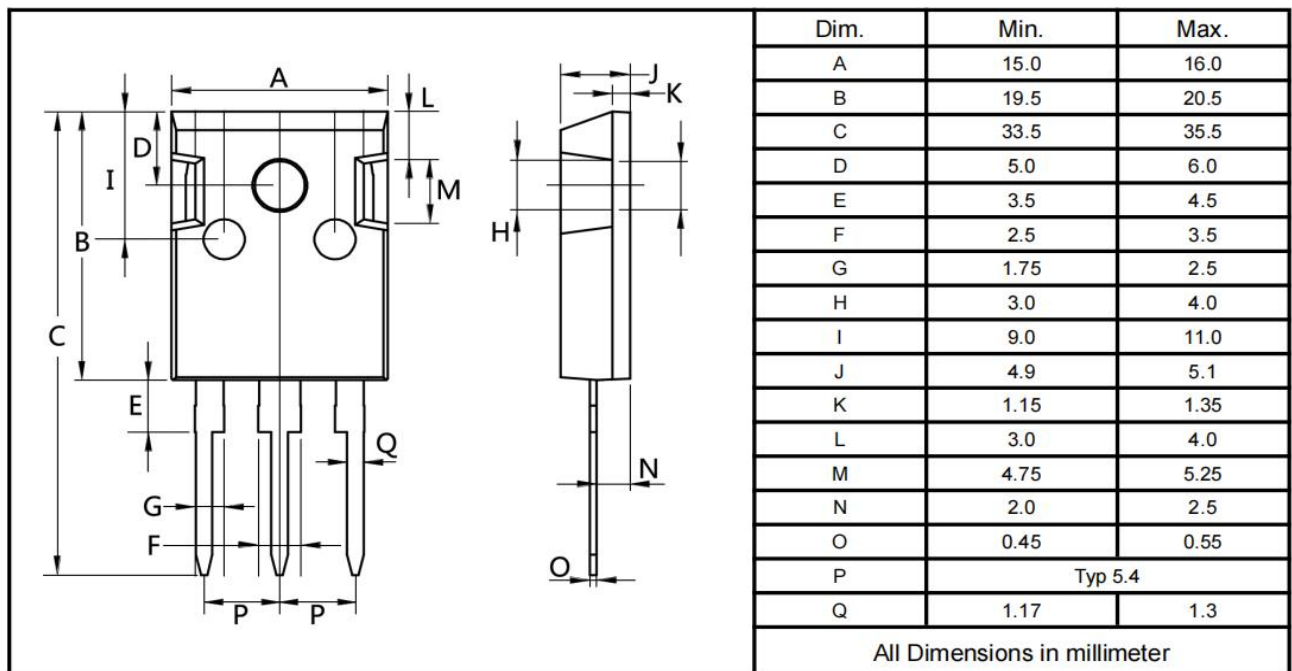 A
L
D
I
M
B
C
E
Q
G
F
P P
J
K
H
N
O
Dim. Min. Max.
A 15.0 16.0
B 19.5 20.5
C 33.5 35.5
D 5.0 6.0
E 3.5 4.5
F 2.5 3.5
G 1.75 2.5
H 3.0 4.0
I 9.0 11.0
J 4.9 5.1
K 1.15 1.35
L 3.0 4.0
M 4.75 5.25
N 2.0 2.5
O 0.45 0.55
P Typ 5.4
Q 1.17 1.3
All Dimensions in millimeter